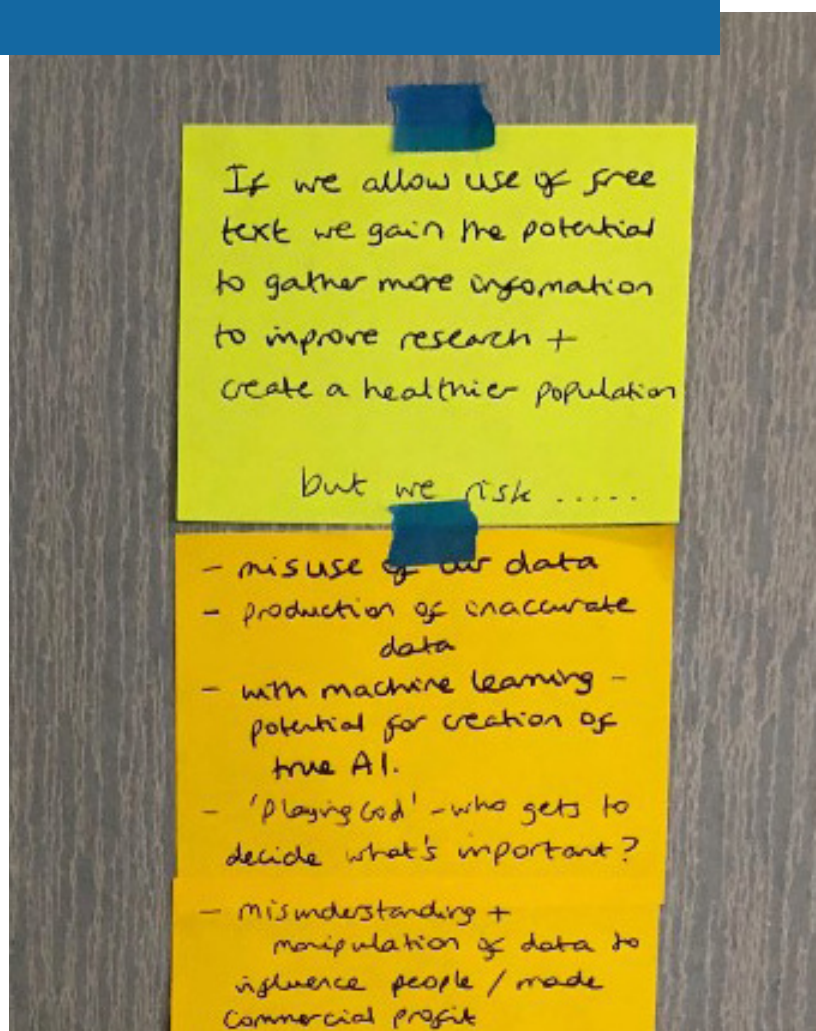 If we allow use of free
text we gain the potential
to gather more infomation
to improve research +
create a healthier population
but we risk .....
- misuse of our data
- production of inaccurate
data
- with machine learning -
potential for creation of
true AI.
- 'Playing God' - who gets to
decide what's important?
- misunderstanding +
manipulation of data to
influence people / made
commercial profit